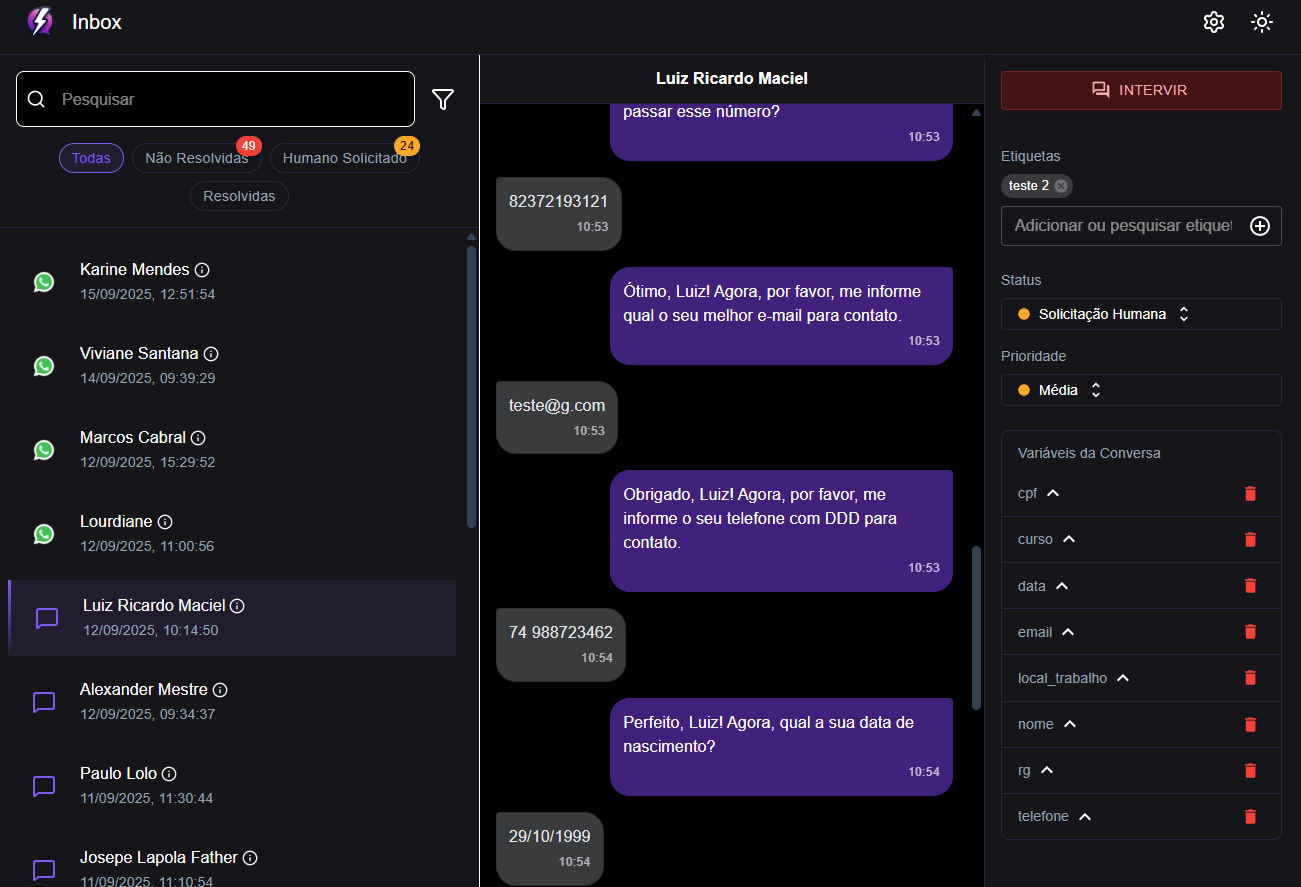 Inbox
Pesquisar
Todas
Não Resolvidas
49
Humano Solicitado
24
Resolvidas
Karine Mendes
15/09/2025, 12:51:54
Viviane Santana
14/09/2025, 09:39:29
Marcos Cabral
12/09/2025, 15:29:52
Lourdiane
12/09/2025, 11:00:56
Luiz Ricardo Maciel
12/09/2025, 10:14:50
Alexander Mestre
12/09/2025, 09:34:37
Paulo Lolo
11/09/2025, 11:30:44
Josepe Lapola Father
11/09/2025, 11:10:54
Luiz Ricardo Maciel
passar esse número?
10:53
82372193121
10:53
Ótimo, Luiz! Agora, por favor, me informe
qual o seu melhor e-mail para contato.
10:53
teste@g.com
10:53
Obrigado, Luiz! Agora, por favor, me
informe o seu telefone com DDD para
contato.
10:53
74 988723462
10:54
Perfeito, Luiz! Agora, qual a sua data de
nascimento?
10:54
29/10/1999
10:54
INTERVIR
Etiquetas
teste 2
Adicionar ou pesquisar etiquet
Status
Solicitação Humana
Prioridade
Média
Variáveis da Conversa
cpf
curso
data
email
local_trabalho
nome
rg
telefone